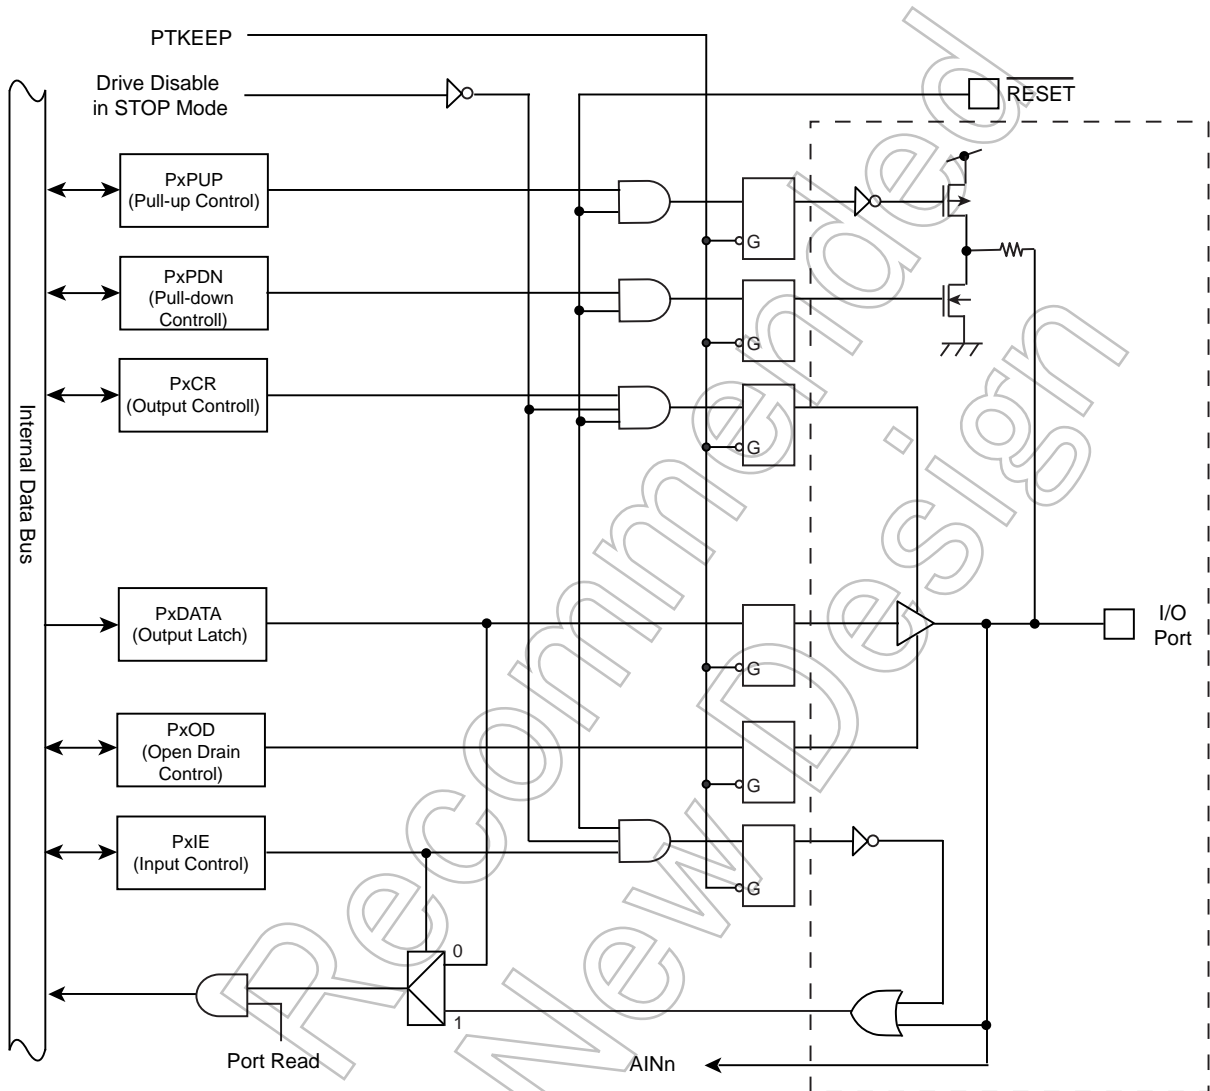 PTKEEP
Drive Disable
in STOP Mode
RESET
PxPUP
(Pull-up Control)
G
PxPDN
(Pull-down
Controll)
G
PxCR
(Output Controll)
G
Internal Data Bus
PxDATA
(Output Latch)
G
I/O
Port
PxOD
(Open Drain
Control)
G
PxIE
(Input Control)
G
0
1
Port Read
AINn
Recommended
New Design